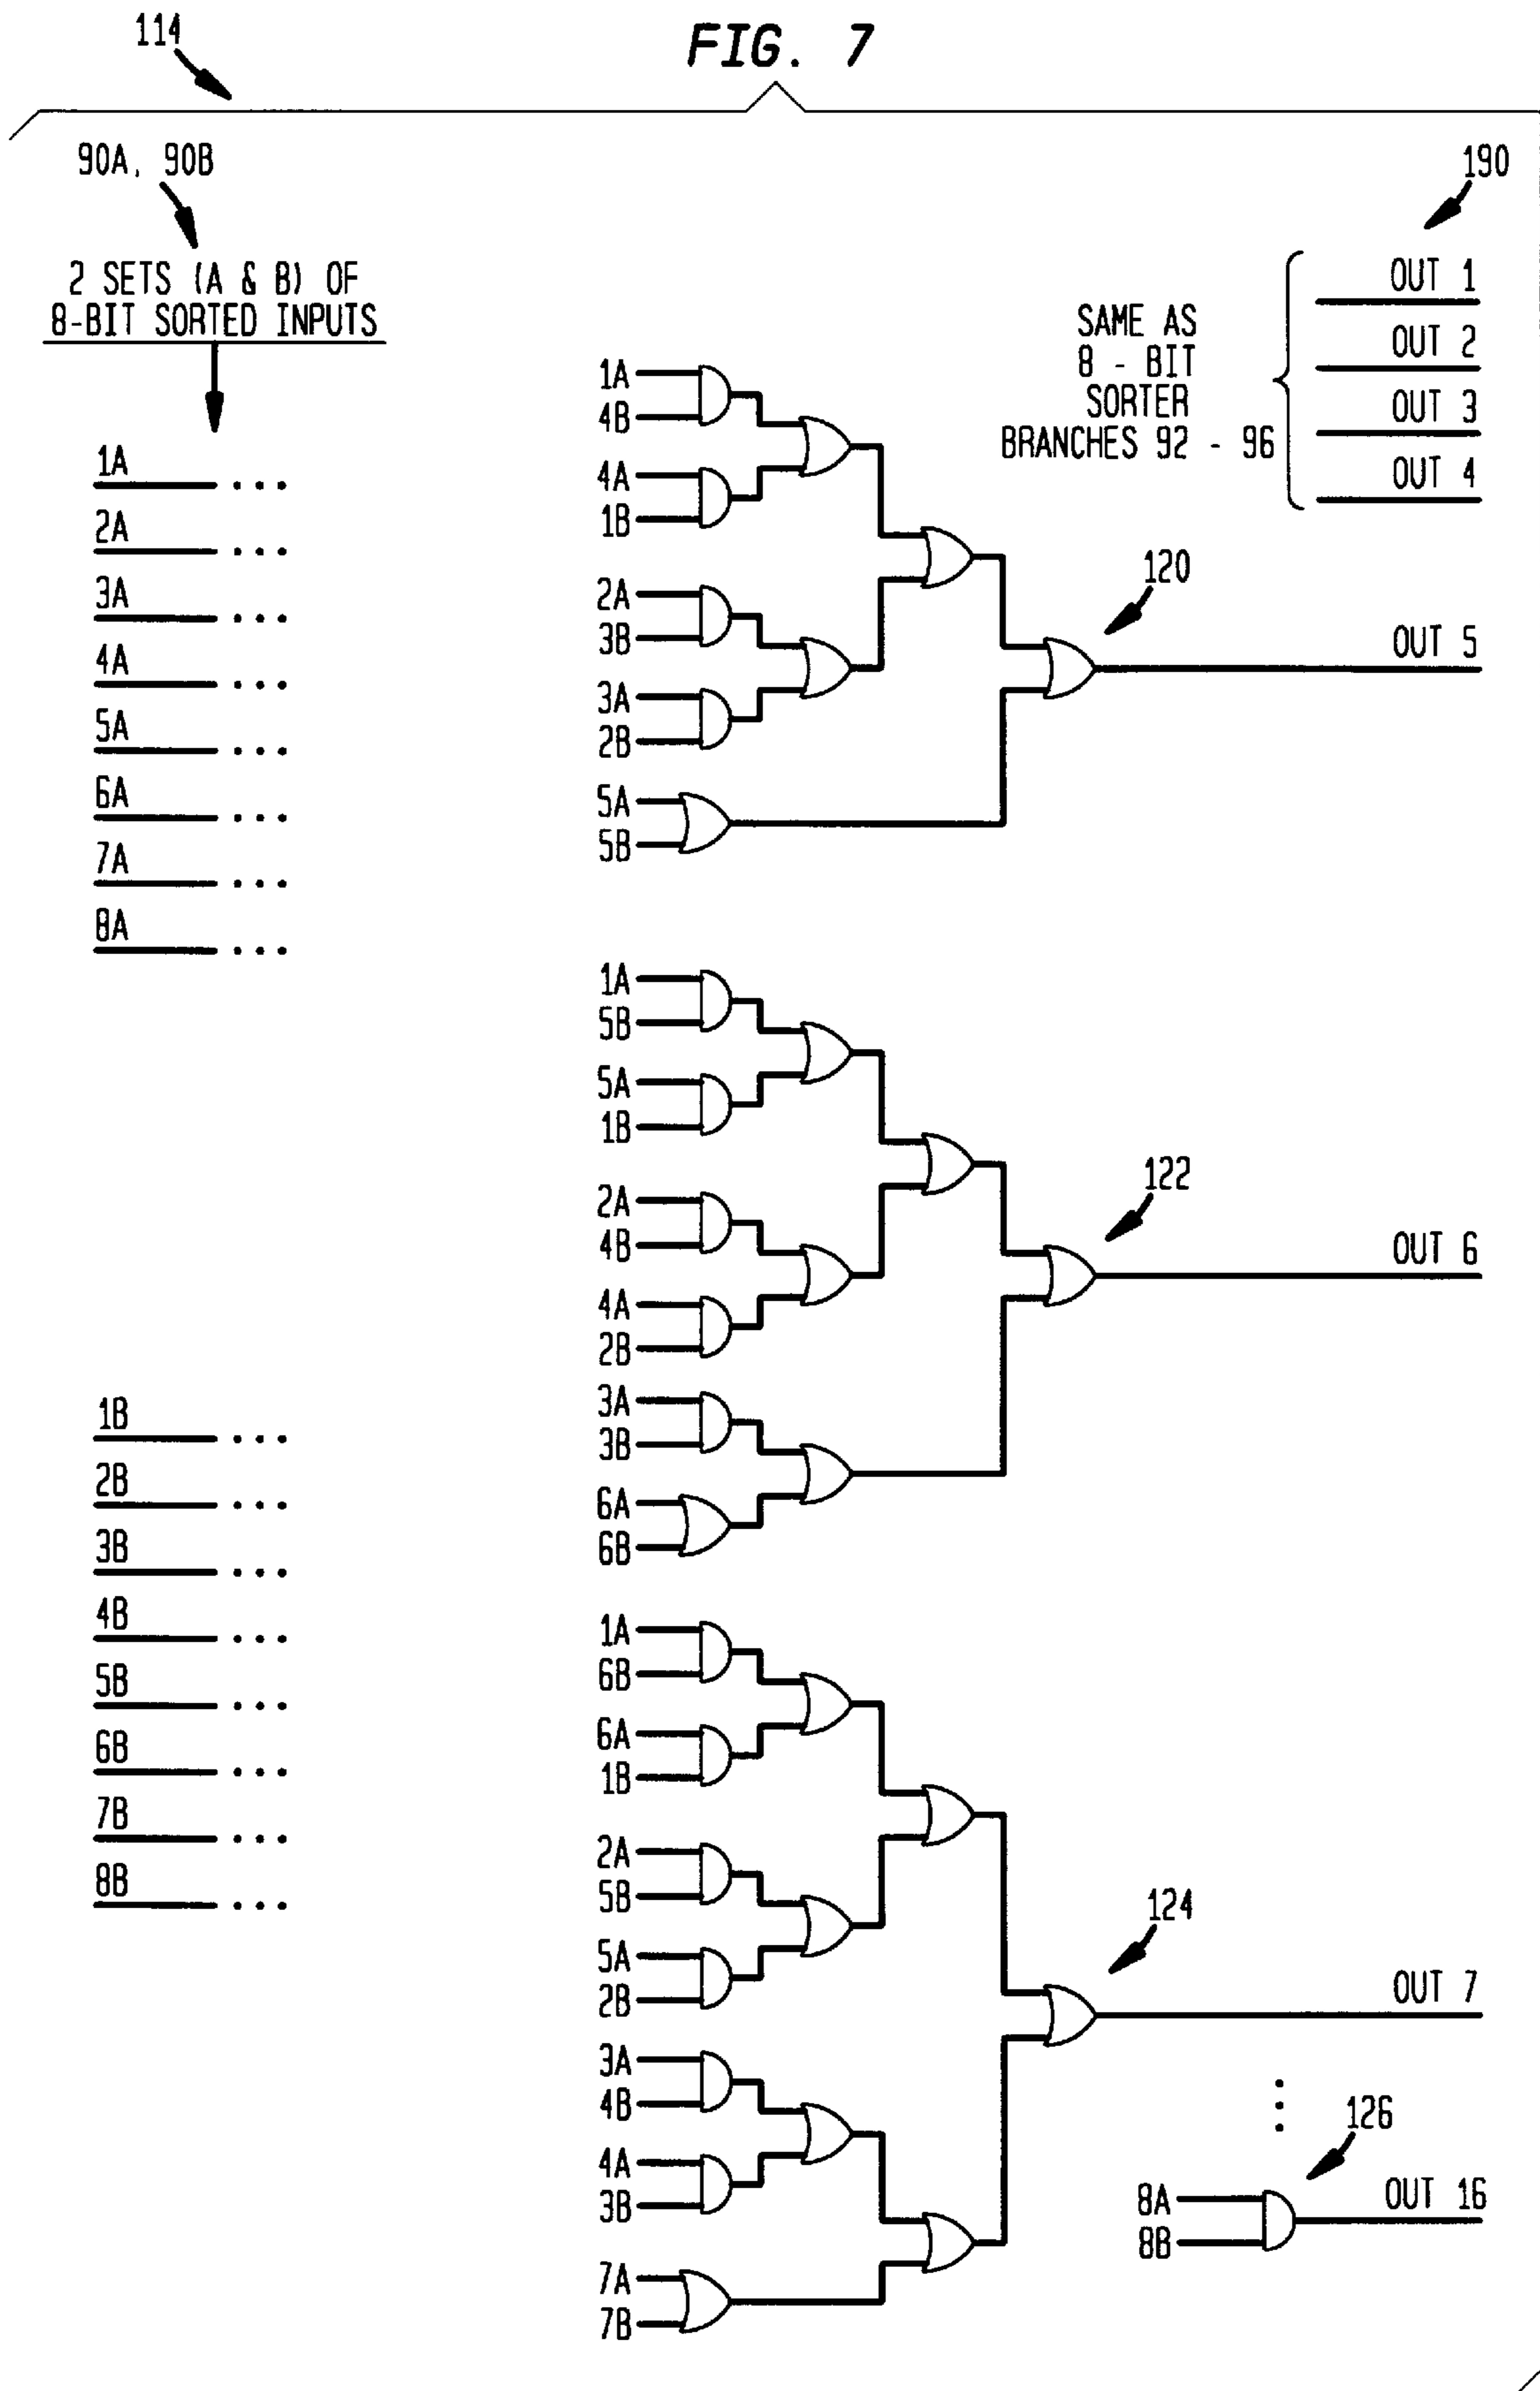 114
FIG. 7
90A, 90B
190
2 SETS (A & B) OF
8-BIT SORTED INPUTS
SAME AS
8 - BIT
SORTER
BRANCHES 92 - 96
OUT 1
OUT 2
OUT 3
OUT 4
1A
2A
3A
4A
5A
6A
7A
8A
1B
2B
3B
4B
5B
6B
7B
8B
1A
4B
4A
1B
2A
3B
3A
2B
5A
5B
120
OUT 5
1A
5B
5A
1B
2A
4B
4A
2B
3A
3B
6A
6B
122
OUT 6
1A
6B
6A
1B
2A
5B
5A
2B
3A
4B
4A
3B
7A
7B
124
OUT 7
126
8A
8B
OUT 16